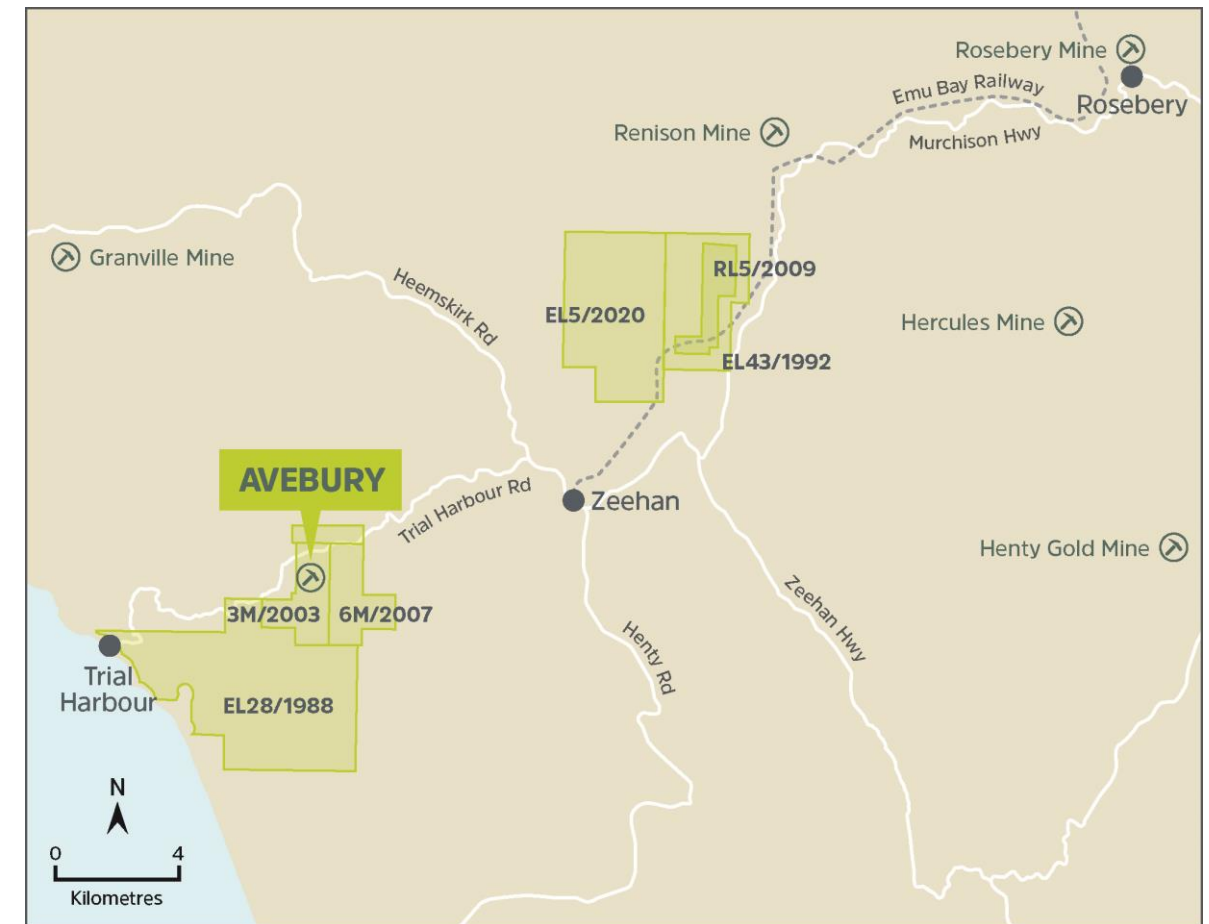 Rosebery Mine
Emu Bay Railway
Rosebery
Renison Mine
Murchison Hwy
Granville Mine
Heemskirk Rd
RL5/2009
EL5/2020
Hercules Mine
EL43/1992
AVEBURY
Trial Harbour Rd
Zeehan
Henty Gold Mine
3M/2003
6M/2007
Henty Rd
Zeehan Hwy
Trial
Harbour
EL28/1988
N
0 4
Kilometres